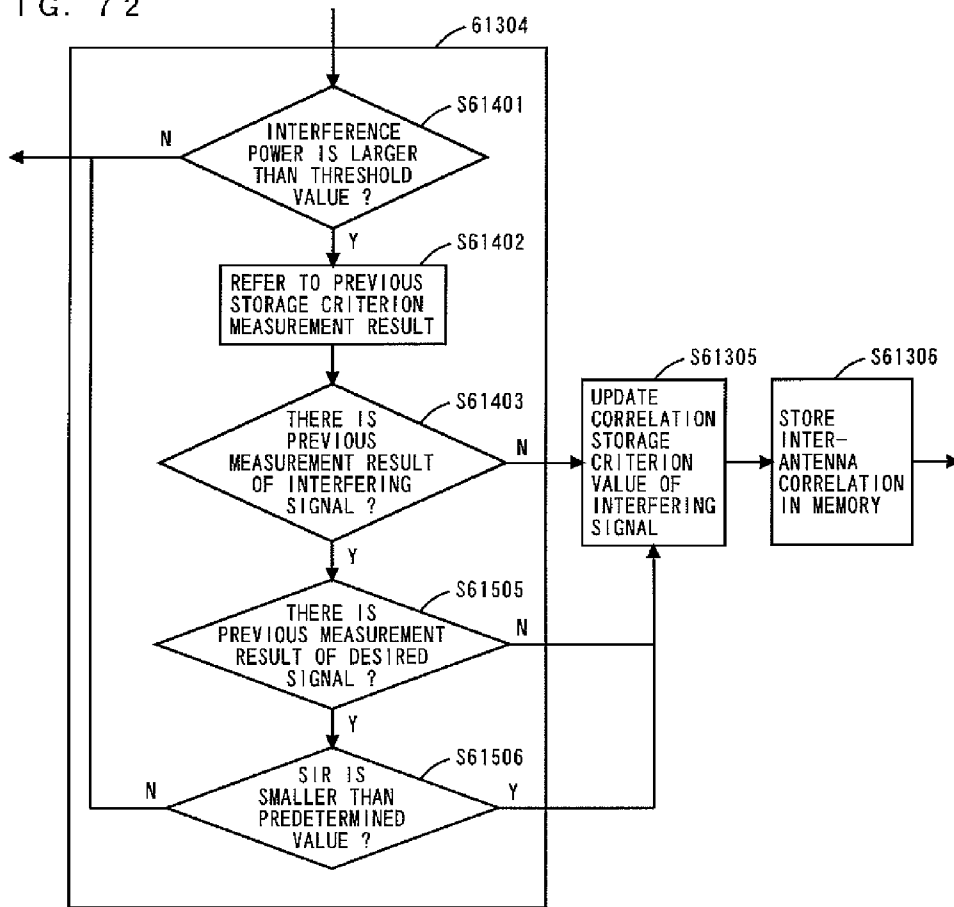 IG. 72
61304
S61401
INTERFERENCE
POWER IS LARGER
THAN THRESHOLD
VALUE ?
N
Y
S61402
REFER TO PREVIOUS
STORAGE CRITERION
MEASUREMENT RESULT
S61403
THERE IS
PREVIOUS
MEASUREMENT RESULT
OF INTERFERING
SIGNAL ?
N
Y
S61305
UPDATE
CORRELATION
STORAGE
CRITERION
VALUE OF
INTERFERING
SIGNAL
S61306
STORE
INTER-
ANTENNA
CORRELATION
IN MEMORY
S61505
THERE IS
PREVIOUS MEASUREMENT
RESULT OF DESIRED
SIGNAL ?
N
Y
S61506
SIR IS
SMALLER THAN
PREDETERMINED
VALUE ?
N
Y